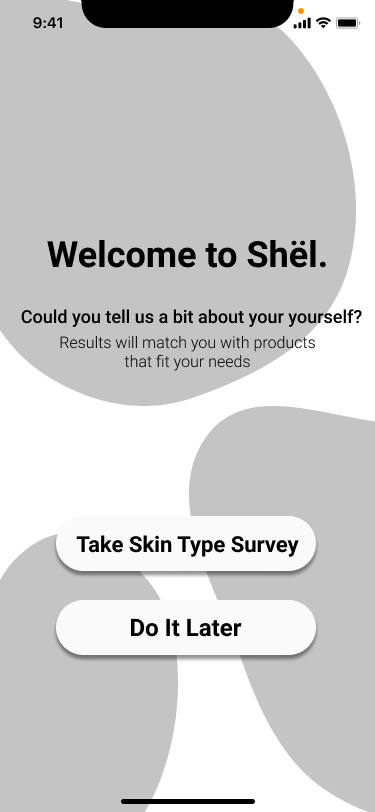 9:41
Welcome to Shël.
Could you tell us a bit about your yourself?
Results will match you with products
that fit your needs
Take Skin Type Survey
Do It Later